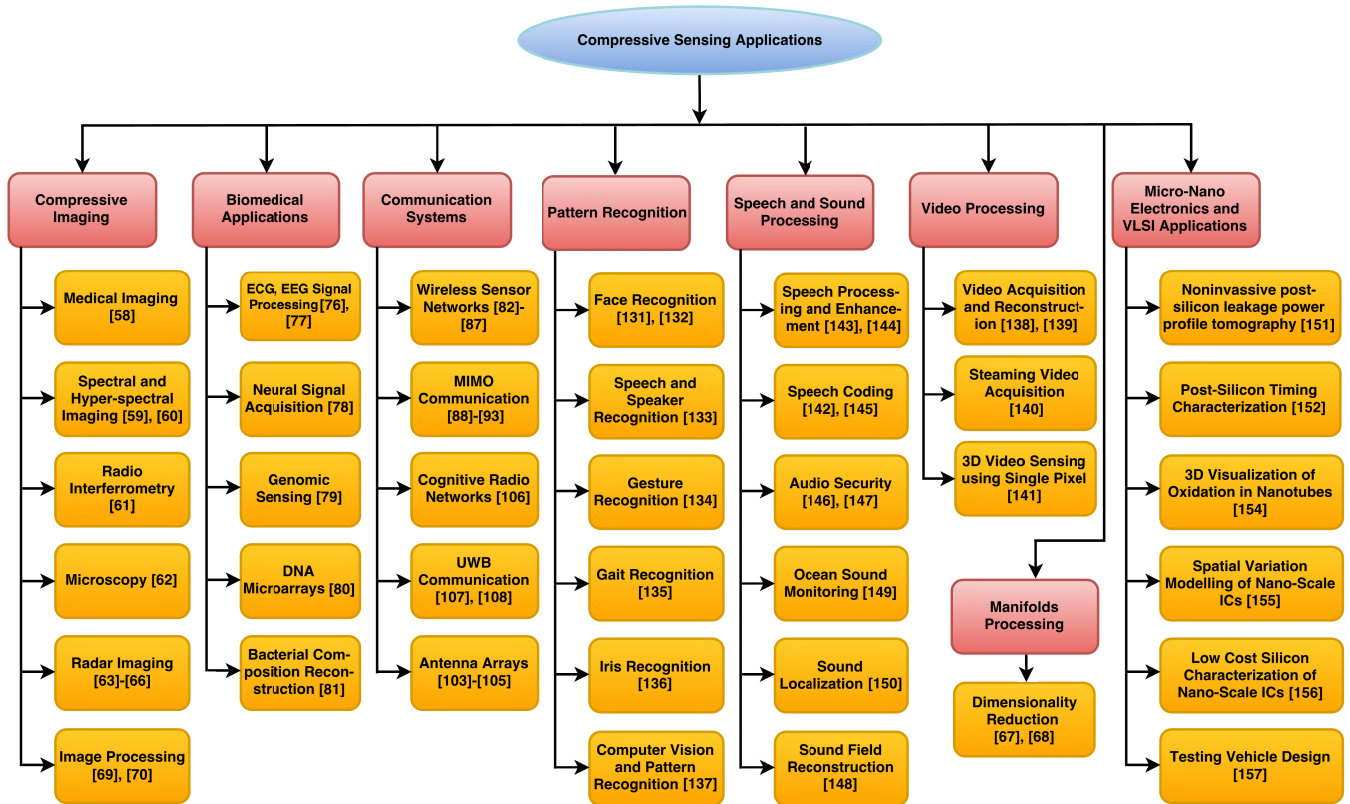 Compressive Sensing Applications
Compressive
Imaging
Medical Imaging
[58]
Spectral and
Hyper-spectral
Imaging [59], [60]
Radio
Interferrometry
[61]
Microscopy [62]
Radar Imaging
[63]-[66]
Image Processing
[69], [70]
Biomedical
Applications
ECG, EEG Signal
Processing[76],
[77]
Neural Signal
Acquisition [78]
Genomic
Sensing [79]
DNA
Microarrays [80]
Bacterial Com-
position Recon-
struction [81]
Communication
Systems
Wireless Sensor
Networks [82]-
[87]
MIMO
Communication
[88]-[93]
Cognitive Radio
Networks [106]
UWB
Communication
[107], [108]
Antenna Arrays
[103]-[105]
Pattern Recognition
Face Recognition
[131], [132]
Speech and
Speaker
Recognition [133]
Gesture
Recognition [134]
Gait Recognition
[135]
Iris Recognition
[136]
Computer Vision
and Pattern
Recognition [137]
Speech and Sound
Processing
Speech Process-
ing and Enhance-
ment [143], [144]
Speech Coding
[142], [145]
Audio Security
[146], [147]
Ocean Sound
Monitoring [149]
Sound
Localization [150]
Sound Field
Reconstruction
[148]
Video Processing
Video Acquisition
and Reconstruct-
ion [138], [139]
Steaming Video
Acquisition
[140]
3D Video Sensing
using Single Pixel
[141]
Manifolds
Processing
Dimensionality
Reduction
[67], [68]
Micro-Nano
Electronics and
VLSI Applications
Noninvassive post-
silicon leakage power
profile tomography [151]
Post-Silicon Timing
Characterization [152]
3D Visualization of
Oxidation in Nanotubes
[154]
Spatial Variation
Modelling of Nano-Scale
ICs [155]
Low Cost Silicon
Characterization of
Nano-Scale ICs [156]
Testing Vehicle Design
[157]